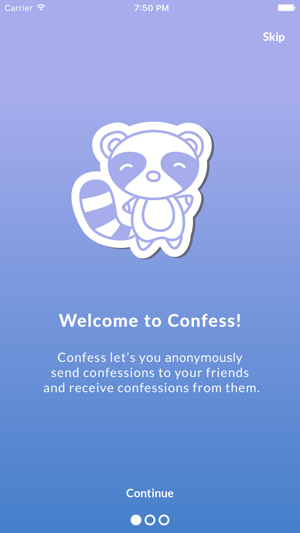 Carrier 7:50 PM
Skip
Welcome to Confess!
Confess let's you anonymously
send confessions to your friends
and receive confessions from them.
Continue